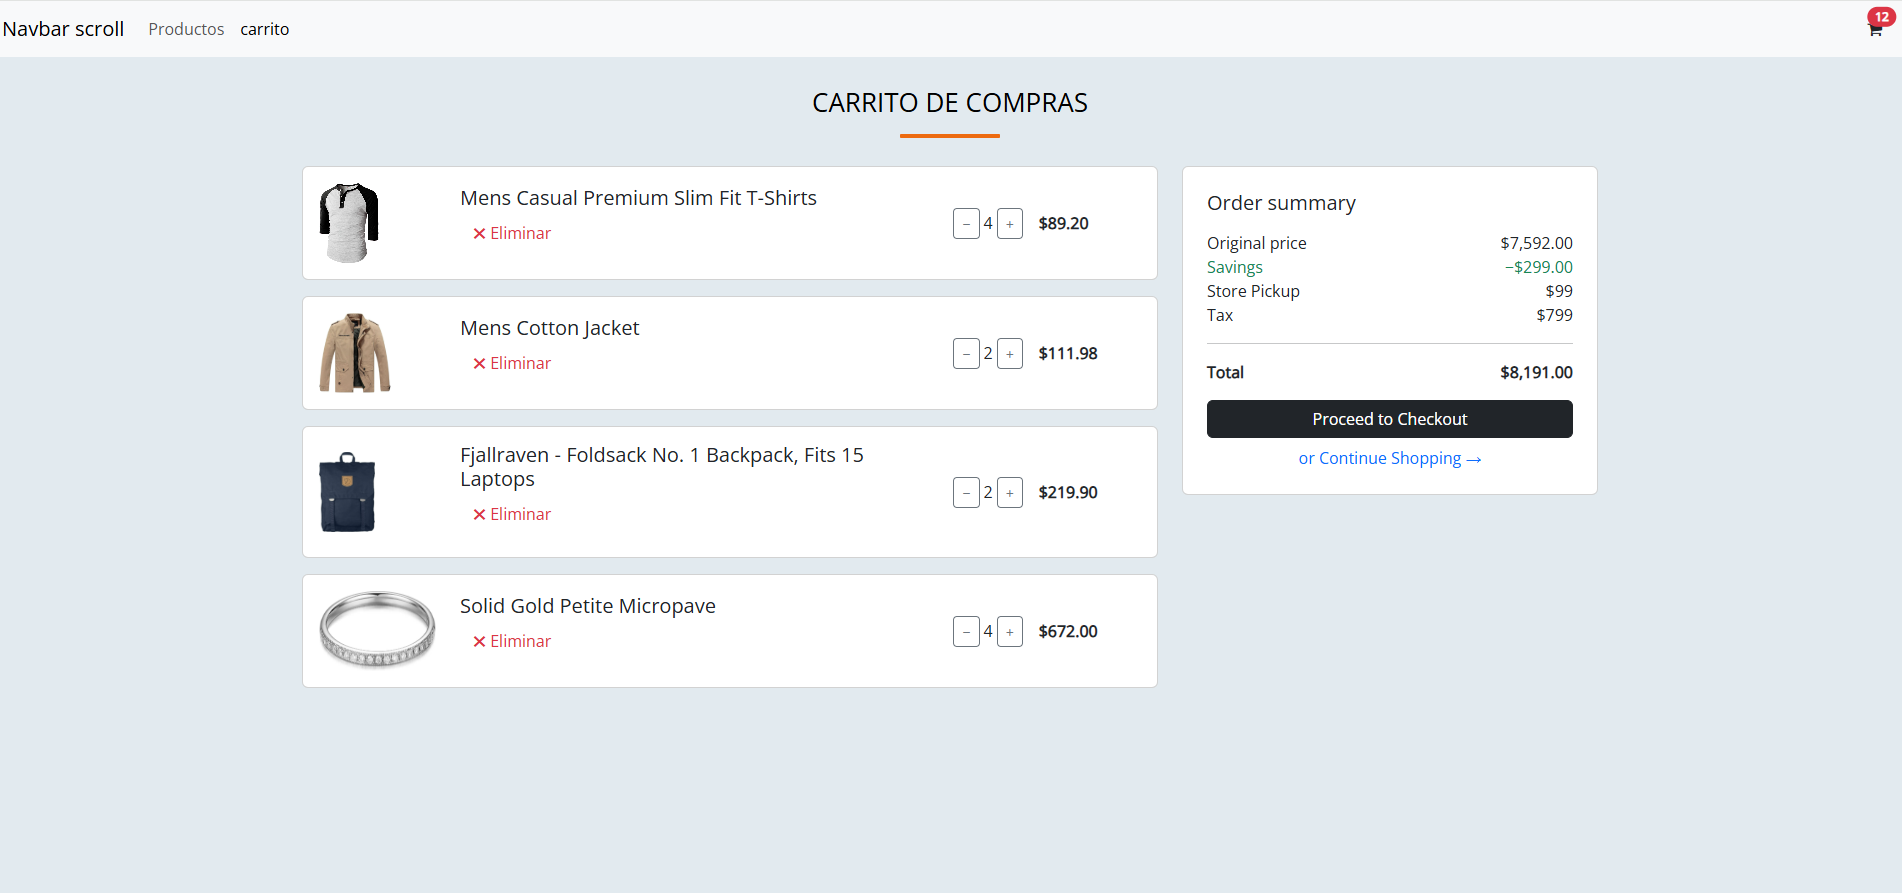 Navbar scroll Productos carrito 12
CARRITO DE COMPRAS
Mens Casual Premium Slim Fit T-Shirts
Eliminar
− 4 + $89.20
Mens Cotton Jacket
Eliminar
− 2 + $111.98
Fjallraven - Foldsack No. 1 Backpack, Fits 15
Laptops
Eliminar
− 2 + $219.90
Solid Gold Petite Micropave
Eliminar
− 4 + $672.00
Order summary
Original price $7,592.00
Savings −$299.00
Store Pickup $99
Tax $799
Total $8,191.00
Proceed to Checkout
or Continue Shopping →